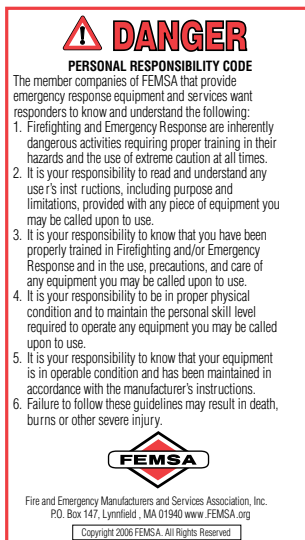 DANGER
PERSONAL RESPONSIBILITY CODE
The member companies of FEMSA that provide
emergency response equipment and services want
responders to know and understand the following:
1. Firefighting and Emergency Response are inherently
dangerous activities requiring proper training in their
hazards and the use of extreme caution at all times.
2. It is your responsibility to read and understand any
user's inst ructions, including purpose and
limitations, provided with any piece of equipment you
may be called upon to use.
3. It is your responsibility to know that you have been
properly trained in Firefighting and/or Emergency
Response and in the use, precautions, and care of
any equipment you may be called upon to use.
4. It is your responsibility to be in proper physical
condition and to maintain the personal skill level
required to operate any equipment you may be called
upon to use.
5. It is your responsibility to know that your equipment
is in operable condition and has been maintained in
accordance with the manufacturer's instructions.
6. Failure to follow these guidelines may result in death,
burns or other severe injury.
FEMSA
Fire and Emergency Manufacturers and Services Association, Inc.
P.O. Box 147, Lynnfield , MA 01940 www .FEMSA.org
Copyright 2006 FEMSA. All Rights Reserved